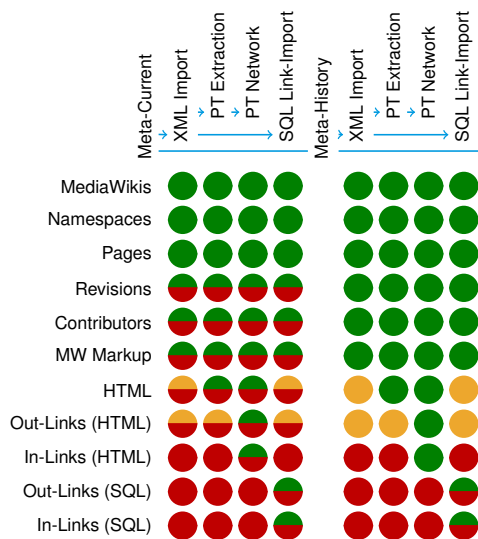 Meta-Current
XML Import
PT Extraction
PT Network
SQL Link-Import
Meta-History
XML Import
PT Extraction
PT Network
SQL Link-Import
MediaWikis
Namespaces
Pages
Revisions
Contributors
MW Markup
HTML
Out-Links (HTML)
In-Links (HTML)
Out-Links (SQL)
In-Links (SQL)